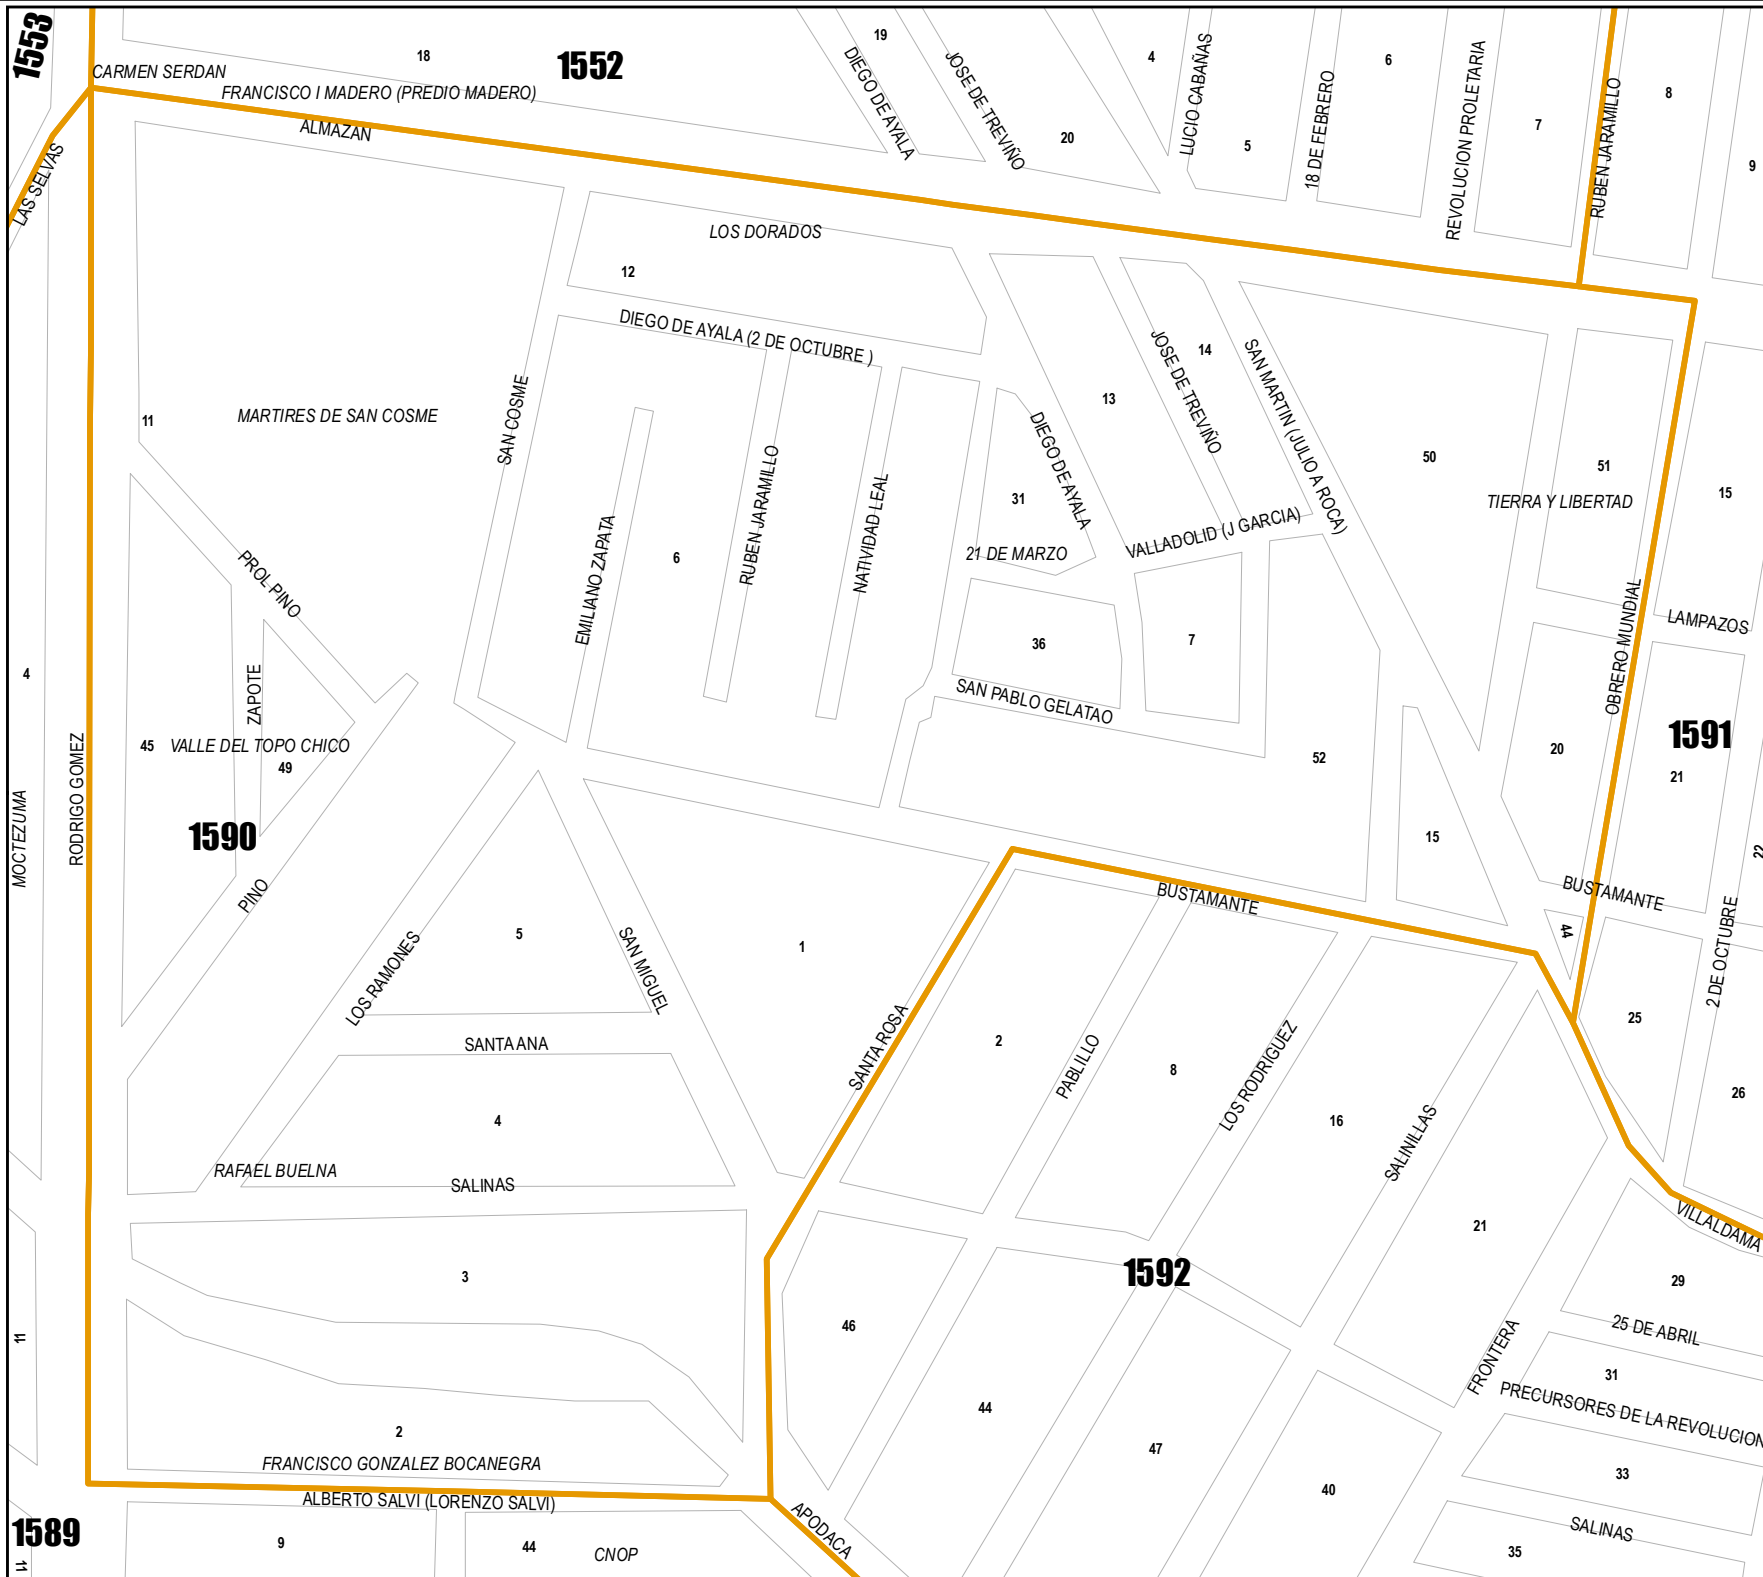 1553
18
1552
19
4
6
8
CARMEN SERDAN
FRANCISCO I MADERO (PREDIO MADERO)
DIEGO DE AYALA
JOSE DE TREVIÑO
LUCIO CABAÑAS
18 DE FEBRERO
REVOLUCION PROLETARIA
RUBEN JARAMILLO
ALMAZAN
20
5
7
9
LAS SELVAS
LOS DORADOS
12
DIEGO DE AYALA (2 DE OCTUBRE )
JOSE DE TREVIÑO
14
SAN MARTIN (JULIO A ROCA)
11
MARTIRES DE SAN COSME
SAN COSME
13
DIEGO DE AYALA
50
51
TIERRA Y LIBERTAD
15
31
RUBEN JARAMILLO
NATIVIDAD LEAL
EMILIANO ZAPATA
6
21 DE MARZO
VALLADOLID (J GARCIA)
PROL PINO
36
7
OBRERO MUNDIAL
LAMPAZOS
4
ZAPOTE
SAN PABLO GELATAO
45
VALLE DEL TOPO CHICO
49
52
20
1591
21
RODRIGO GOMEZ
MOCTEZUMA
1590
15
22
PINO
BUSTAMANTE
BUSTAMANTE
44
2 DE OCTUBRE
LOS RAMONES
5
SAN MIGUEL
1
25
SANTA ANA
SANTA ROSA
2
PABLILLO
8
LOS RODRIGUEZ
16
SALINILLAS
26
4
RAFAEL BUELNA
SALINAS
21
VILLALDAMA
3
1592
29
46
25 DE ABRIL
11
FRONTERA
31
44
PRECURSORES DE LA REVOLUCION
2
47
FRANCISCO GONZALEZ BOCANEGRA
33
40
ALBERTO SALVI (LORENZO SALVI)
APODACA
1589
SALINAS
9
44
CNOP
35
11